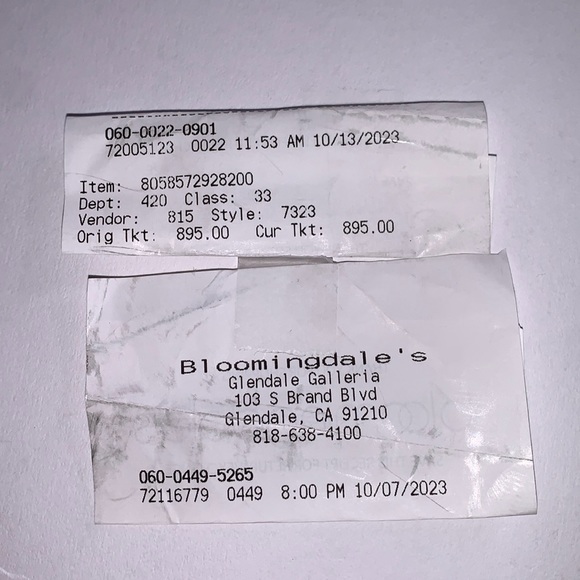 060-0022-0901
72005123 0022 11:53 AM 10/13/2023
Item: 8058572928200
Dept: 420 Class: 33
Vendor: 815 Style: 7323
Orig Tkt: 895.00 Cur Tkt: 895.00
Bloomingdale's
Glendale Galleria
103 S Brand Blvd
Glendale, CA 91210
818-638-4100
060-0449-5265
72116779 0449 8:00 PM 10/07/2023